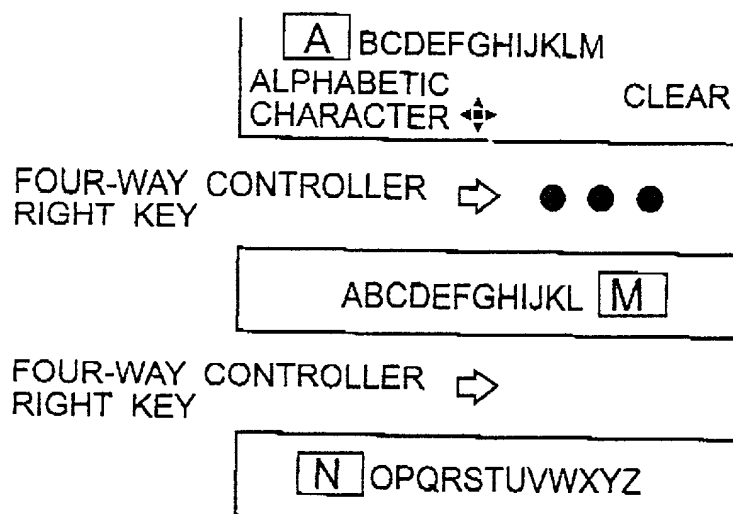 A BCDEFGHIJKLM
ALPHABETIC
CHARACTER
CLEAR
FOUR-WAY CONTROLLER
RIGHT KEY
ABCDEFGHIJKL M
FOUR-WAY CONTROLLER
RIGHT KEY
N OPQRSTUVWXYZ